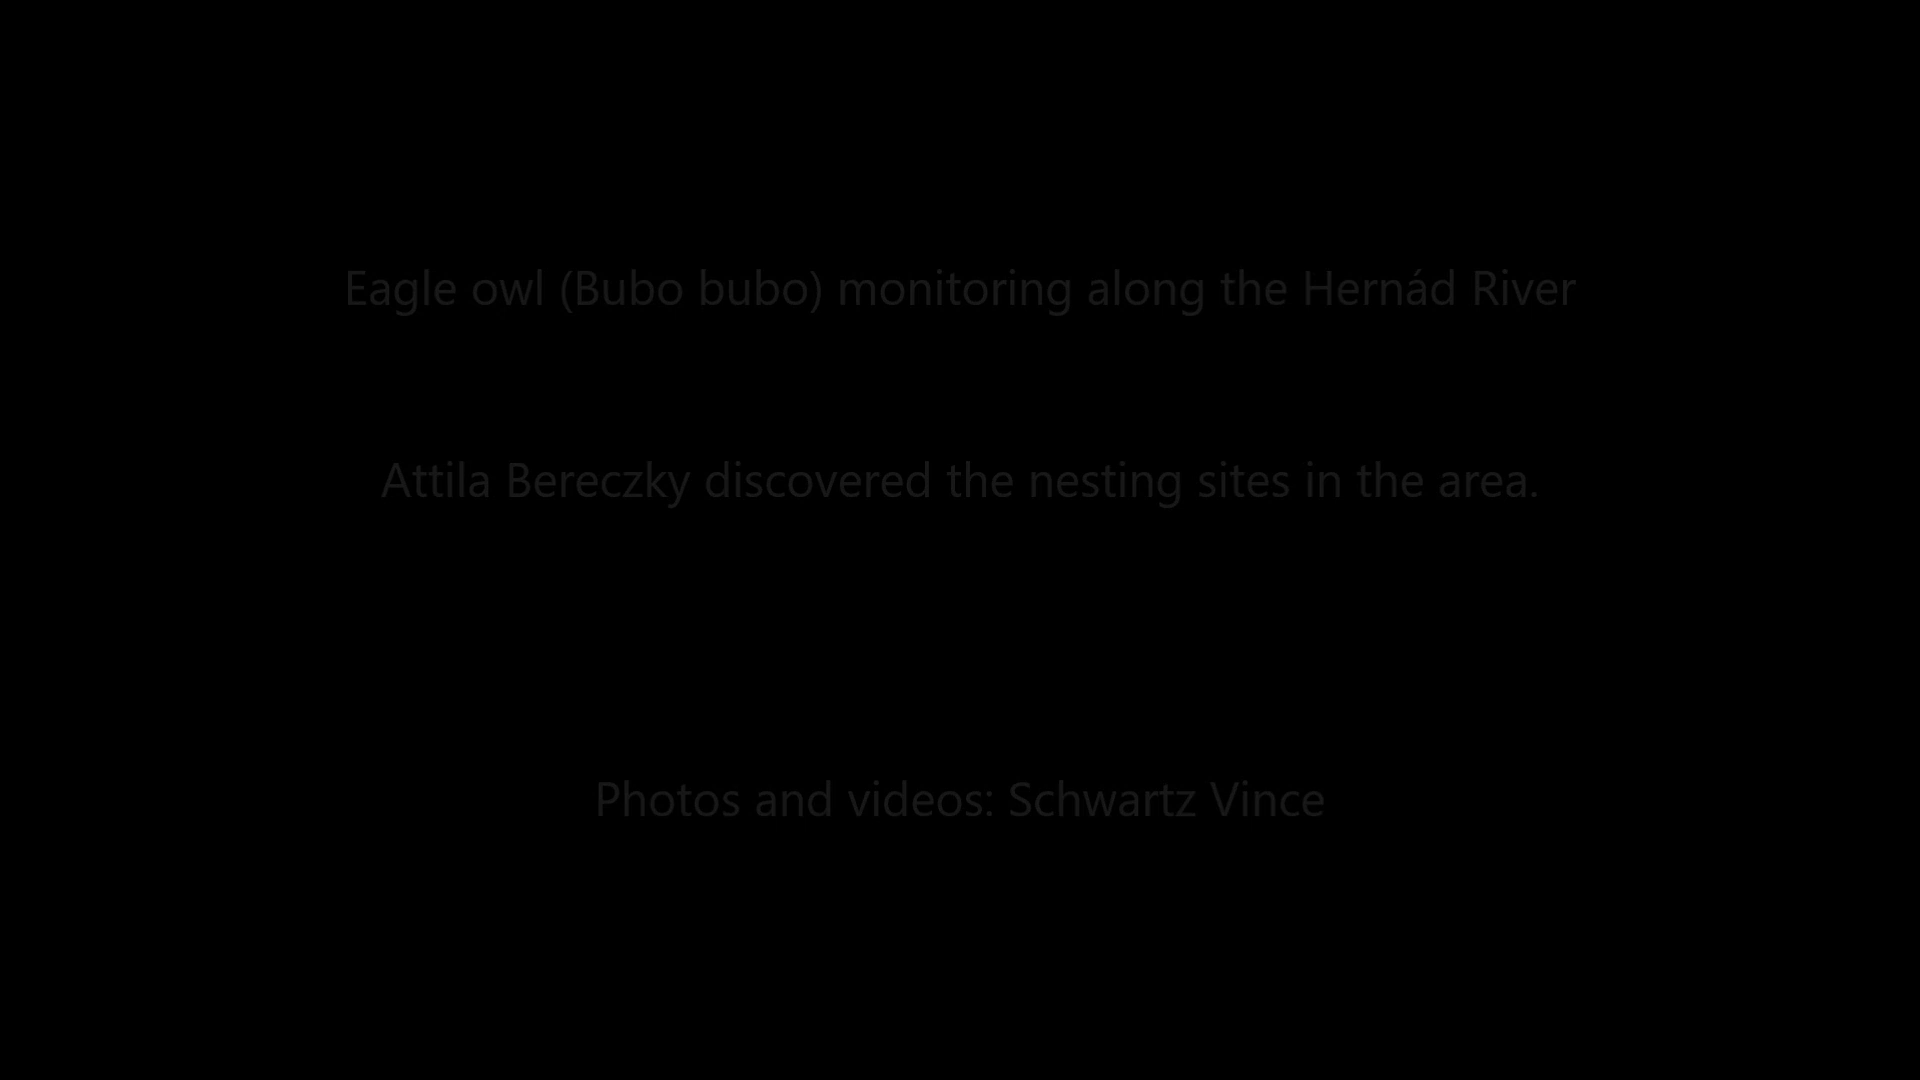 Eagle owl (Bubo bubo) monitoring along the Hernád River
Attila Bereczky discovered the nesting sites in the area.
Photos and videos: Schwartz Vince